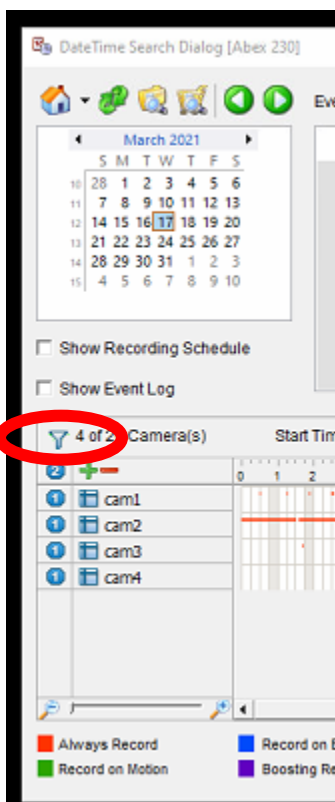 DateTime Search Dialog [Abex 230]
Eve
March 2021
S M T W T F S
10 28 1 2 3 4 5 6
11 7 8 9 10 11 12 13
12 14 15 16 17 18 19 20
13 21 22 23 24 25 26 27
14 28 29 30 31 1 2 3
15 4 5 6 7 8 9 10
Show Recording Schedule
Show Event Log
4 of 2 Camera(s) Start Tim
2 0 1 2
1 cam1
1 cam2
1 cam3
1 cam4
Always Record Record on E
Record on Motion Boosting Re